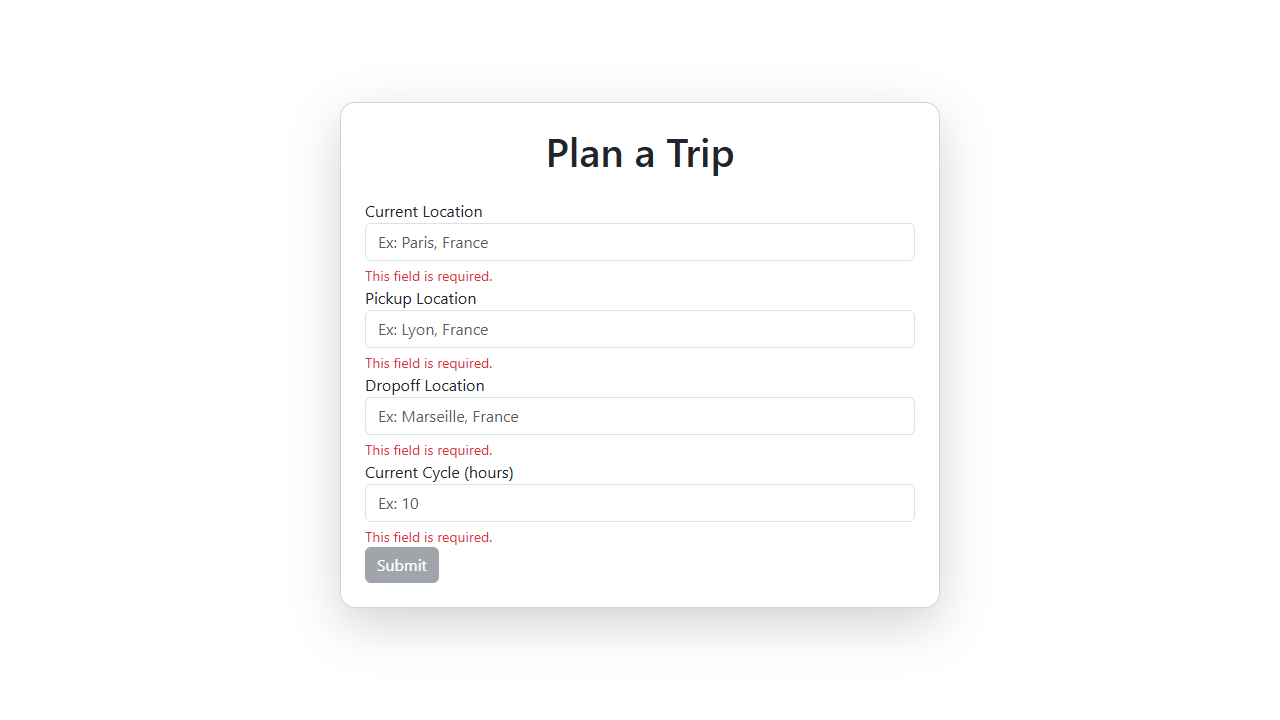 Plan a Trip
Current Location
Ex: Paris, France
This field is required.
Pickup Location
Ex: Lyon, France
This field is required.
Dropoff Location
Ex: Marseille, France
This field is required.
Current Cycle (hours)
Ex: 10
This field is required.
Submit